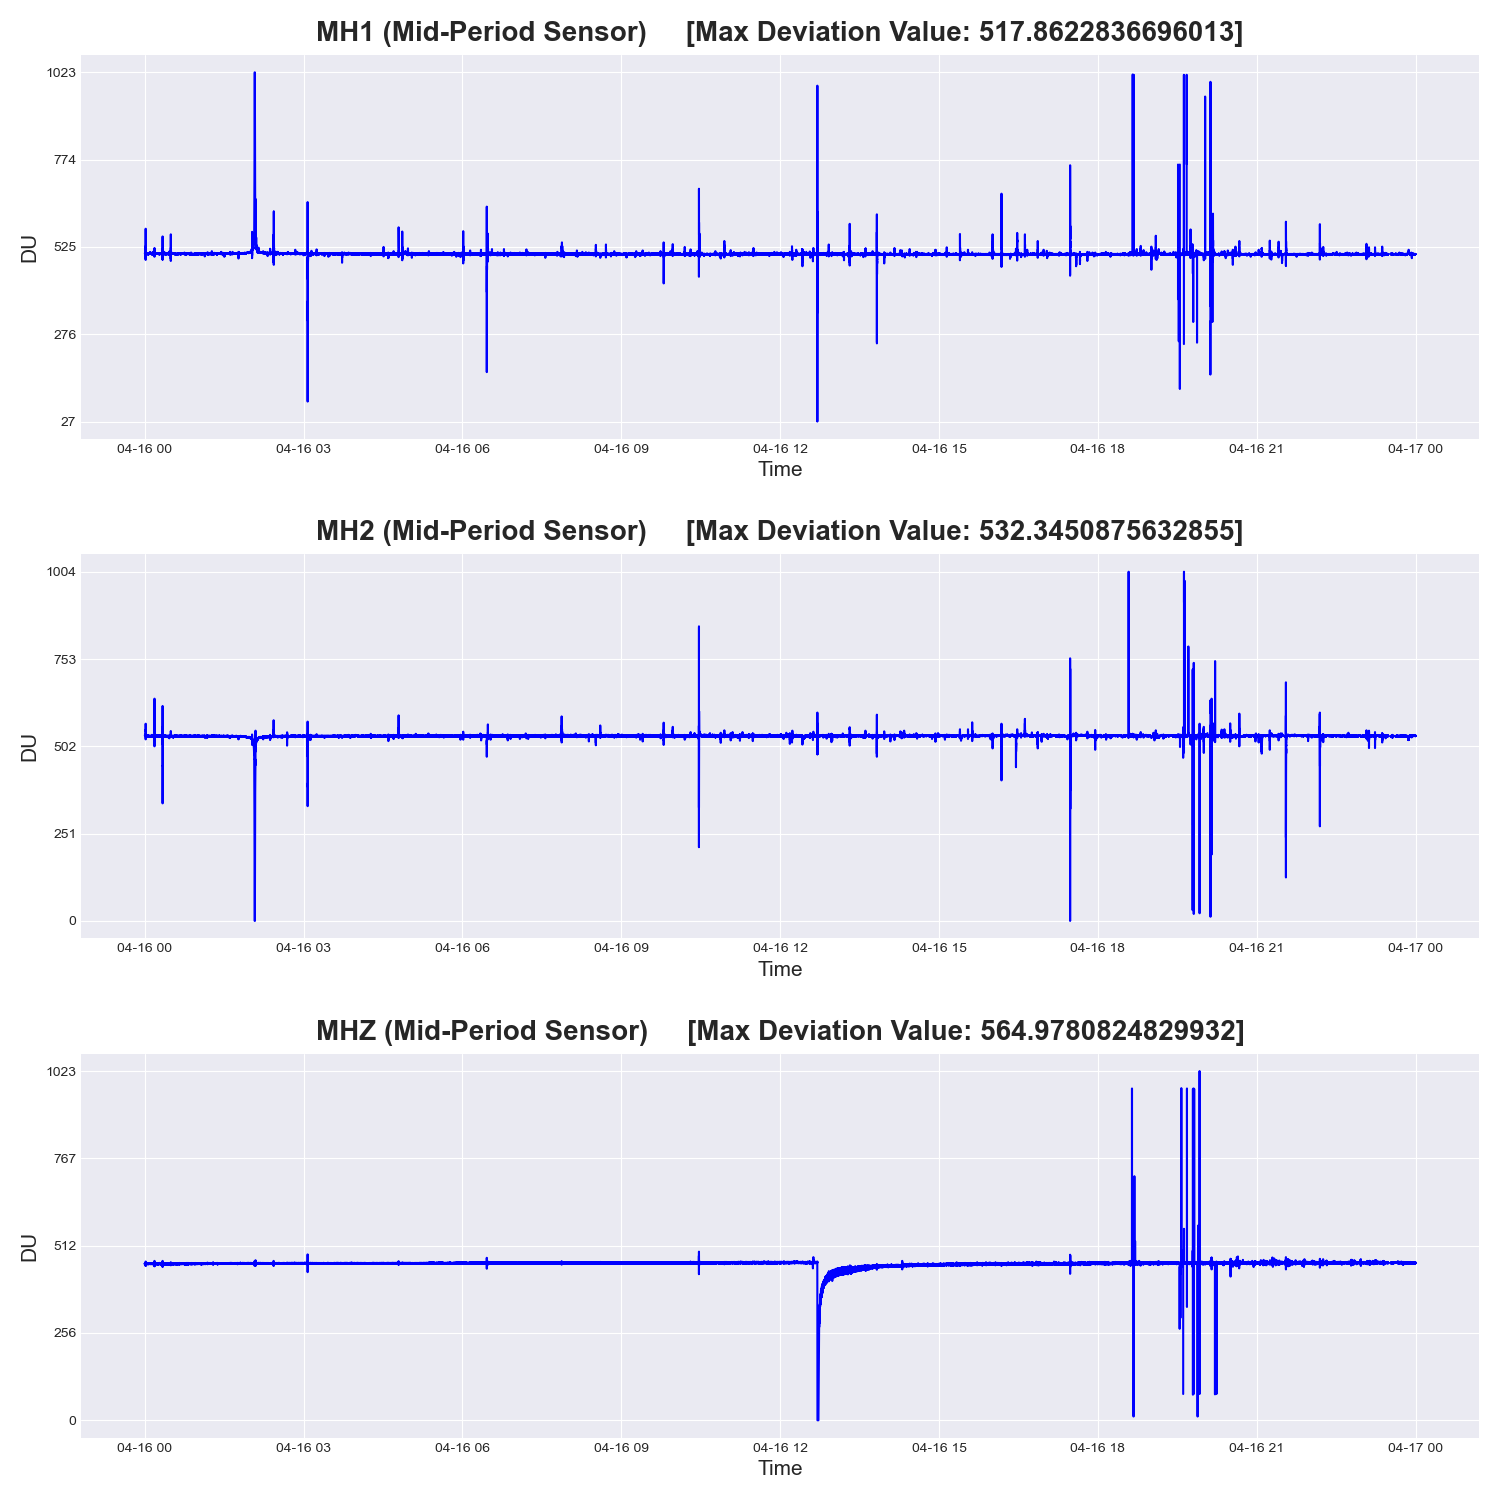 MH1 (Mid-Period Sensor) [Max Deviation Value: 517.8622836696013]
1023
774
525
276
27
DU
04-16 00 04-16 03 04-16 06 04-16 09 04-16 12 04-16 15 04-16 18 04-16 21 04-17 00
Time
MH2 (Mid-Period Sensor) [Max Deviation Value: 532.3450875632855]
1004
753
502
251
0
DU
04-16 00 04-16 03 04-16 06 04-16 09 04-16 12 04-16 15 04-16 18 04-16 21 04-17 00
Time
MHZ (Mid-Period Sensor) [Max Deviation Value: 564.9780824829932]
1023
767
512
256
0
DU
04-16 00 04-16 03 04-16 06 04-16 09 04-16 12 04-16 15 04-16 18 04-16 21 04-17 00
Time